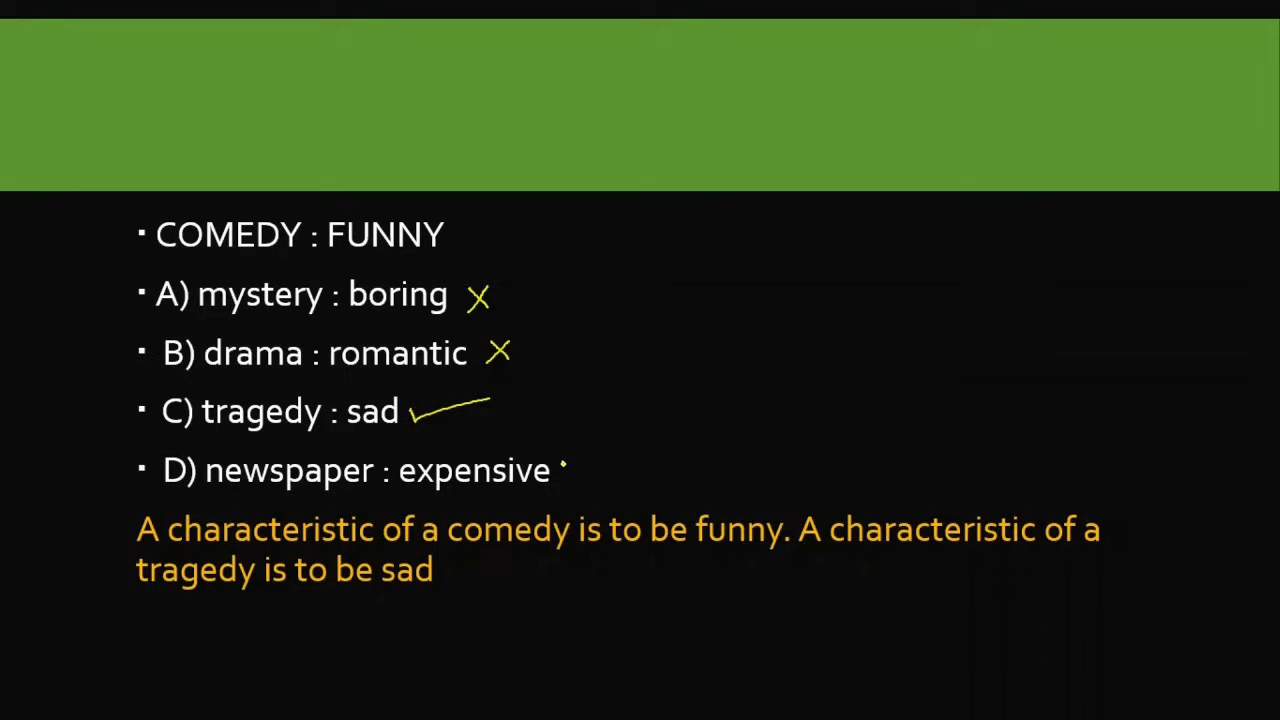 ▪ COMEDY : FUNNY
▪ A) mystery : boring
▪ B) drama : romantic
▪ C) tragedy : sad
▪ D) newspaper : expensive
A characteristic of a comedy is to be funny. A characteristic of a
tragedy is to be sad